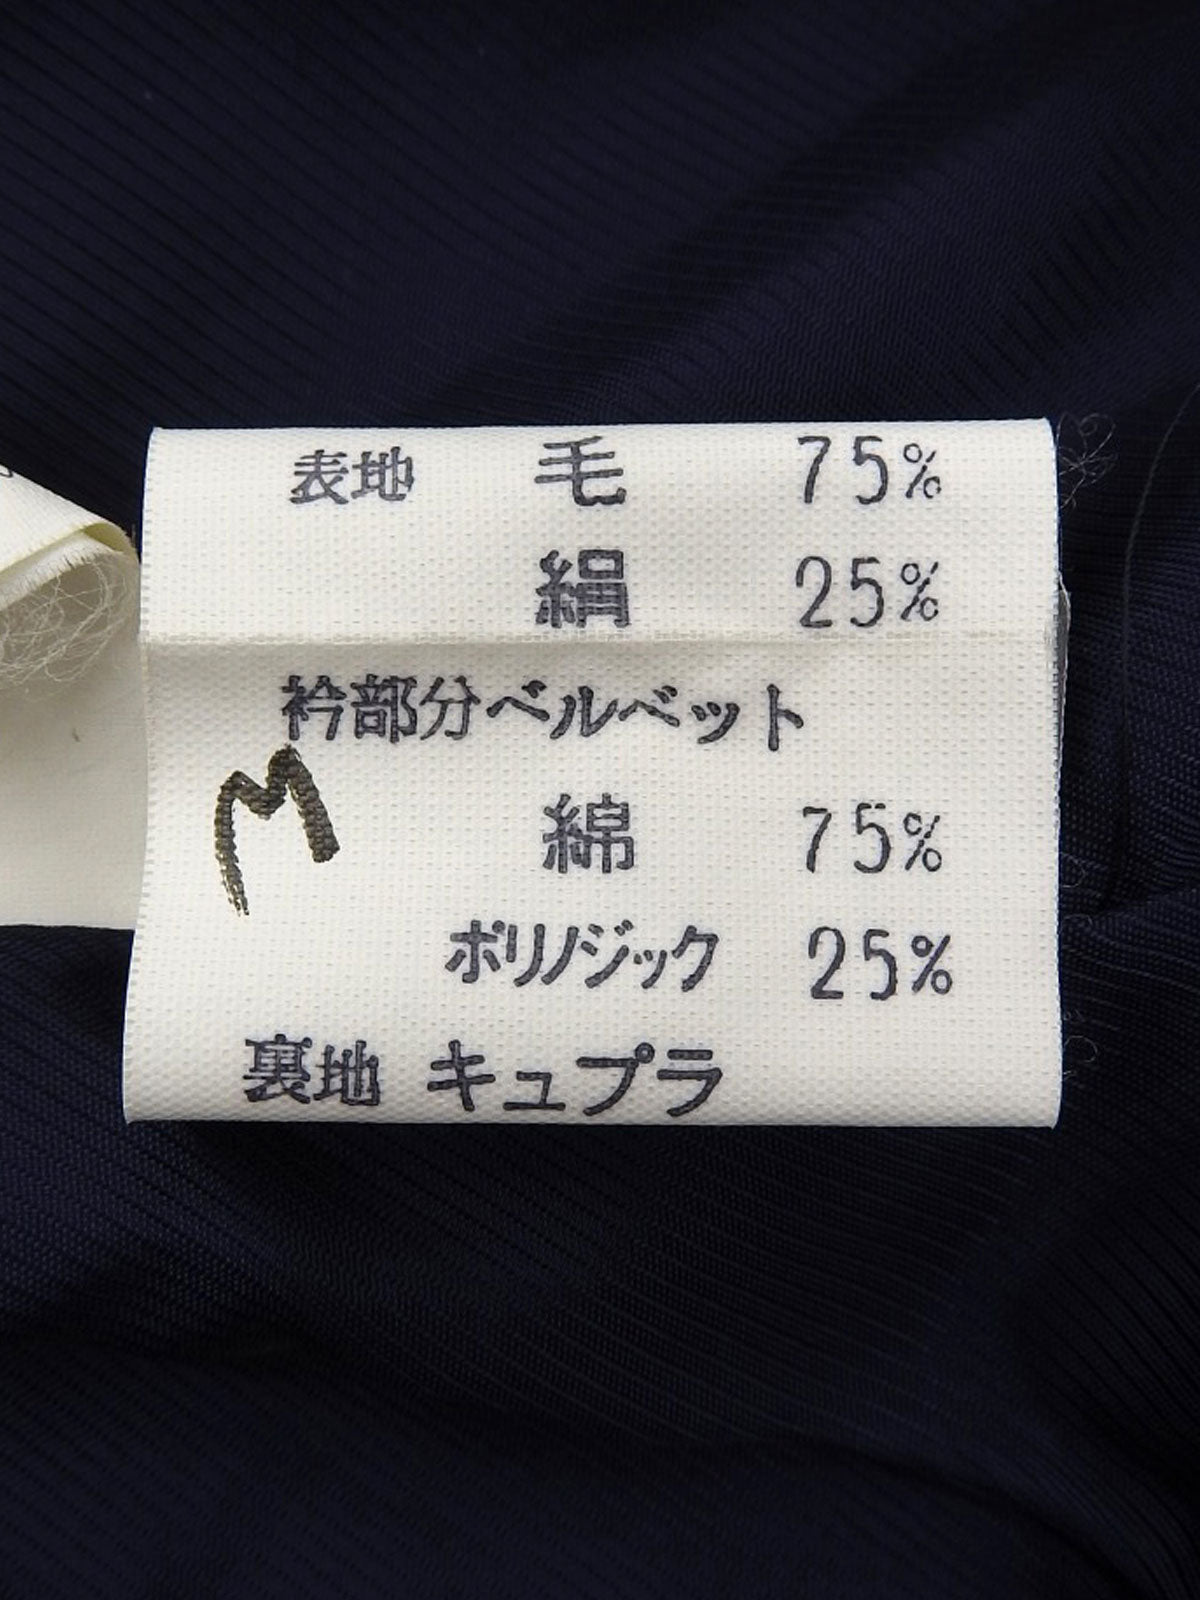 表地 毛 75%
絹 25%
衿部分ベルベット
M
綿 75%
ポリノジック 25%
裏地 キュプラ